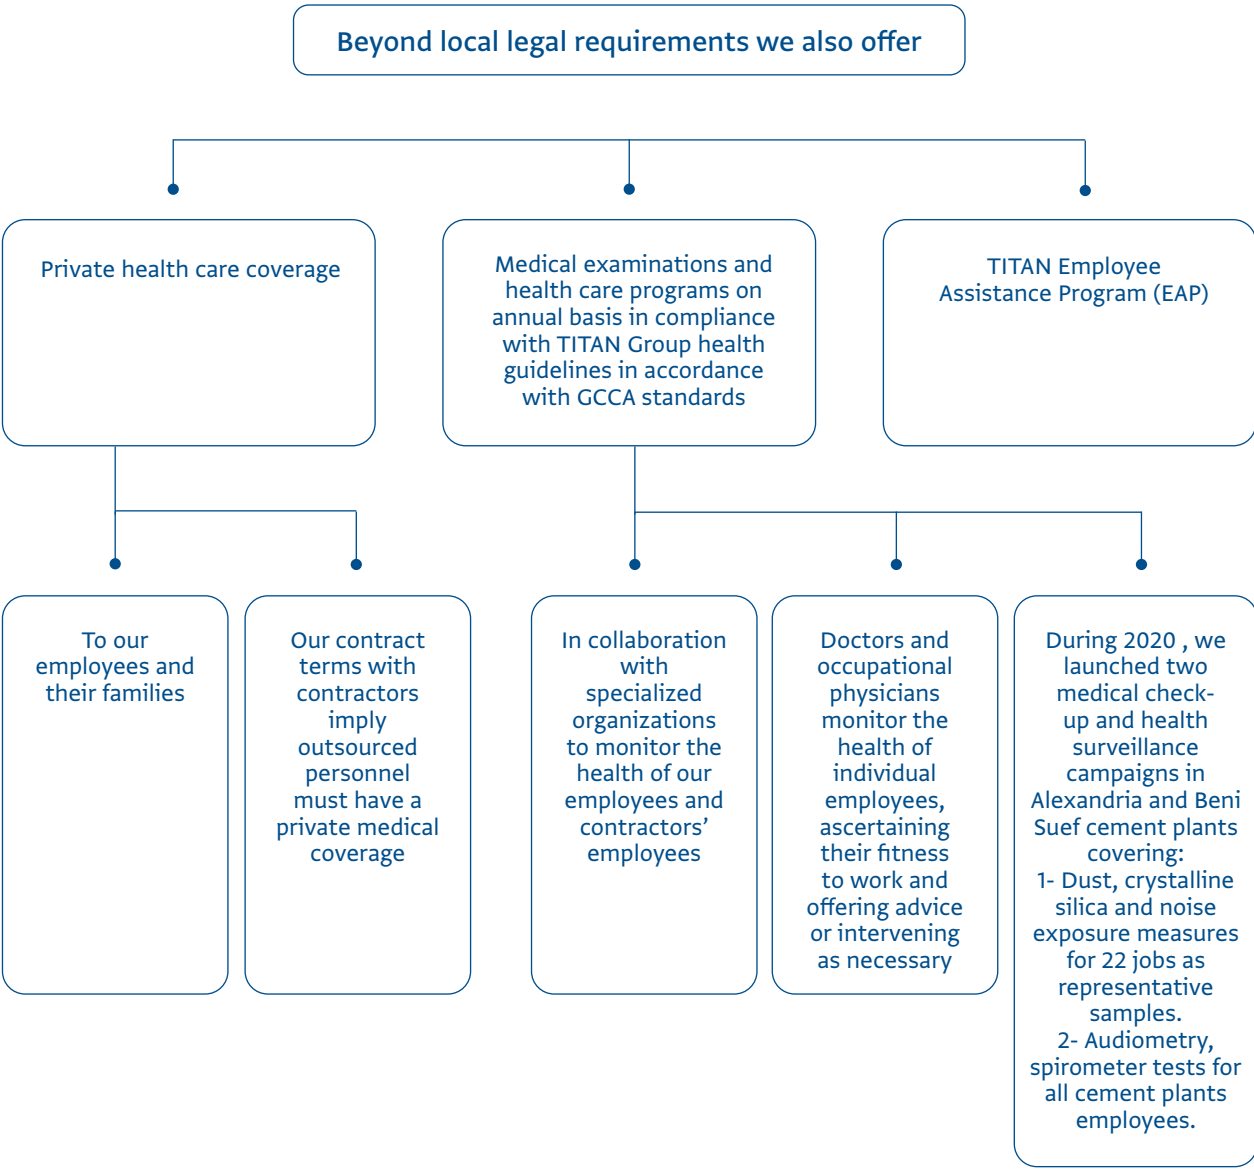 Beyond local legal requirements we also offer
Private health care coverage
Medical examinations and
health care programs on
annual basis in compliance
with TITAN Group health
guidelines in accordance
with GCCA standards
TITAN Employee
Assistance Program (EAP)
To our
employees and
their families
Our contract
terms with
contractors
imply
outsourced
personnel
must have a
private medical
coverage
In collaboration
with
specialized
organizations
to monitor the
health of our
employees and
contractors’
employees
Doctors and
occupational
physicians
monitor the
health of
individual
employees,
ascertaining
their fitness
to work and
offering advice
or intervening
as necessary
During 2020 , we
launched two
medical check-
up and health
surveillance
campaigns in
Alexandria and Beni
Suef cement plants
covering:
1- Dust, crystalline
silica and noise
exposure measures
for 22 jobs as
representative
samples.
2- Audiometry,
spirometer tests for
all cement plants
employees.